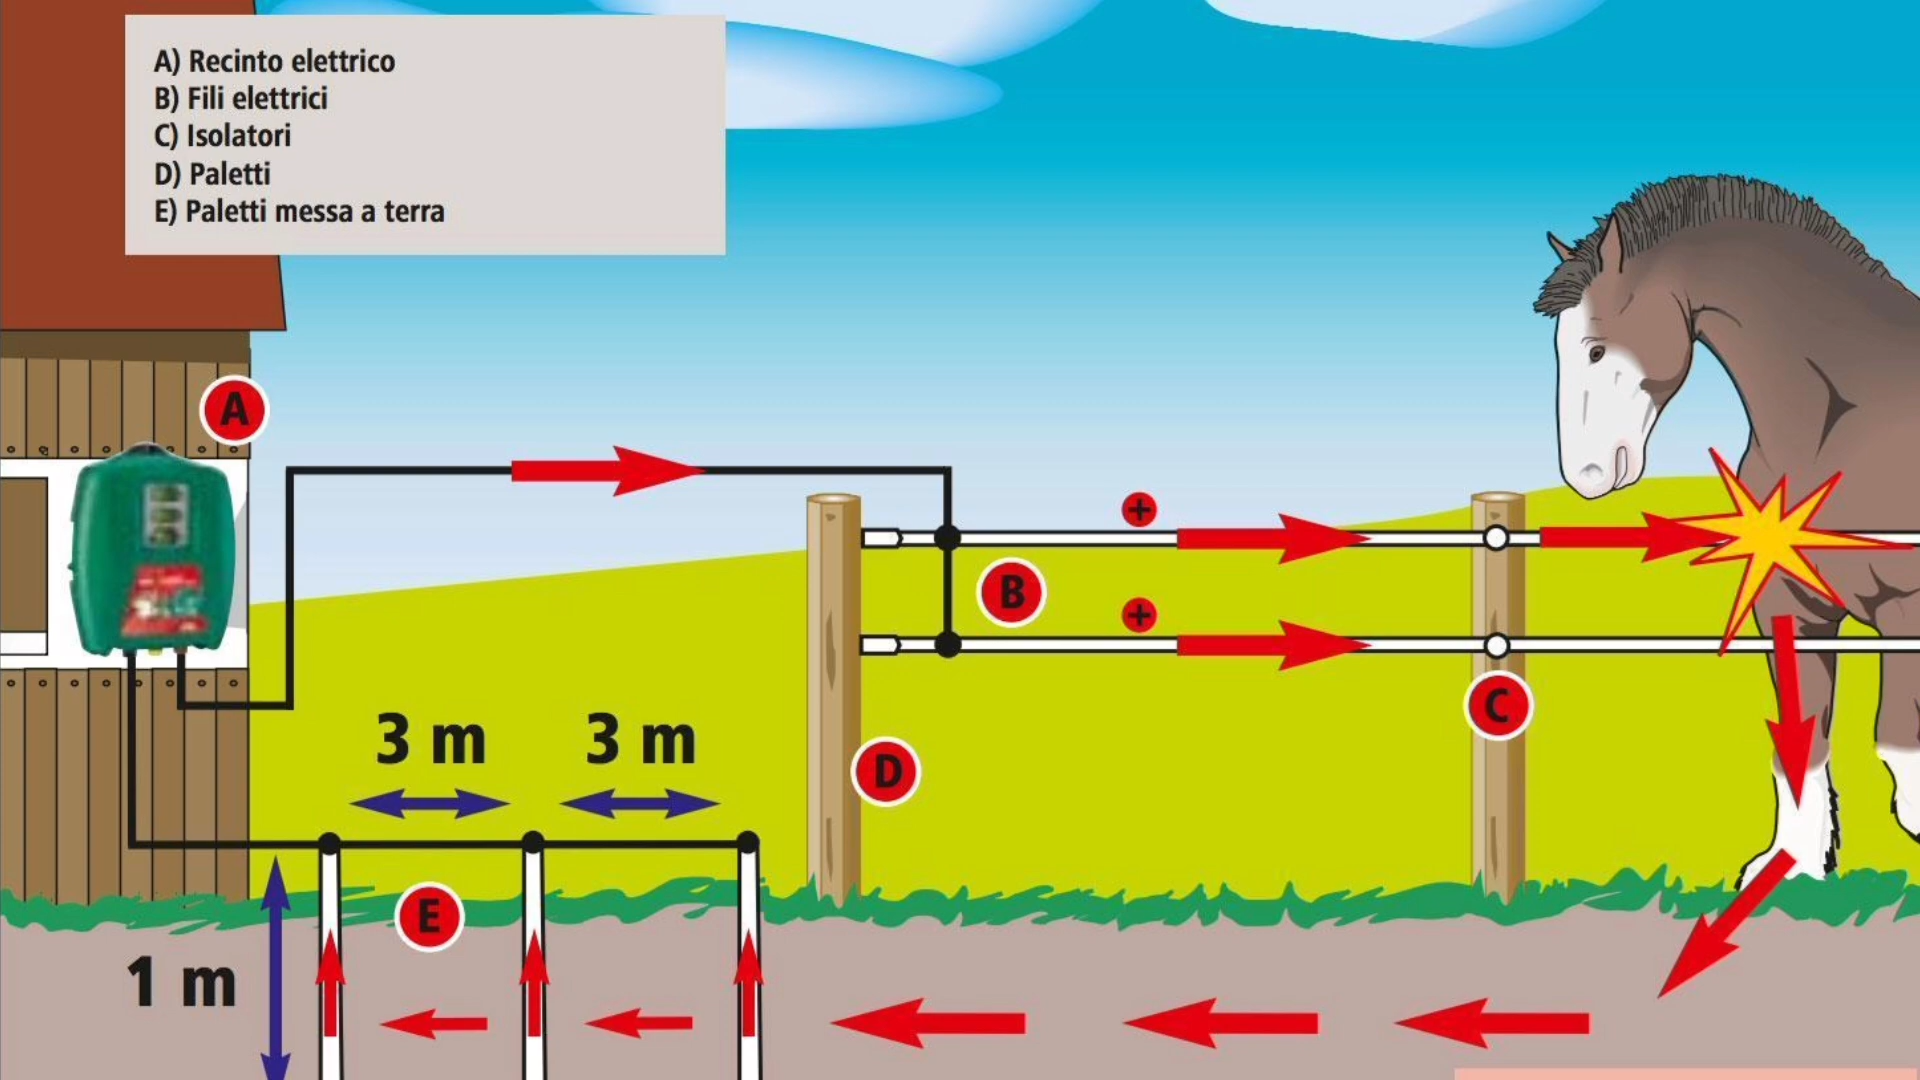 A) Recinto elettrico
B) Fili elettrici
C) Isolatori
D) Paletti
E) Paletti messa a terra
A
+
B
+
C
3 m 3 m
D
E
1 m